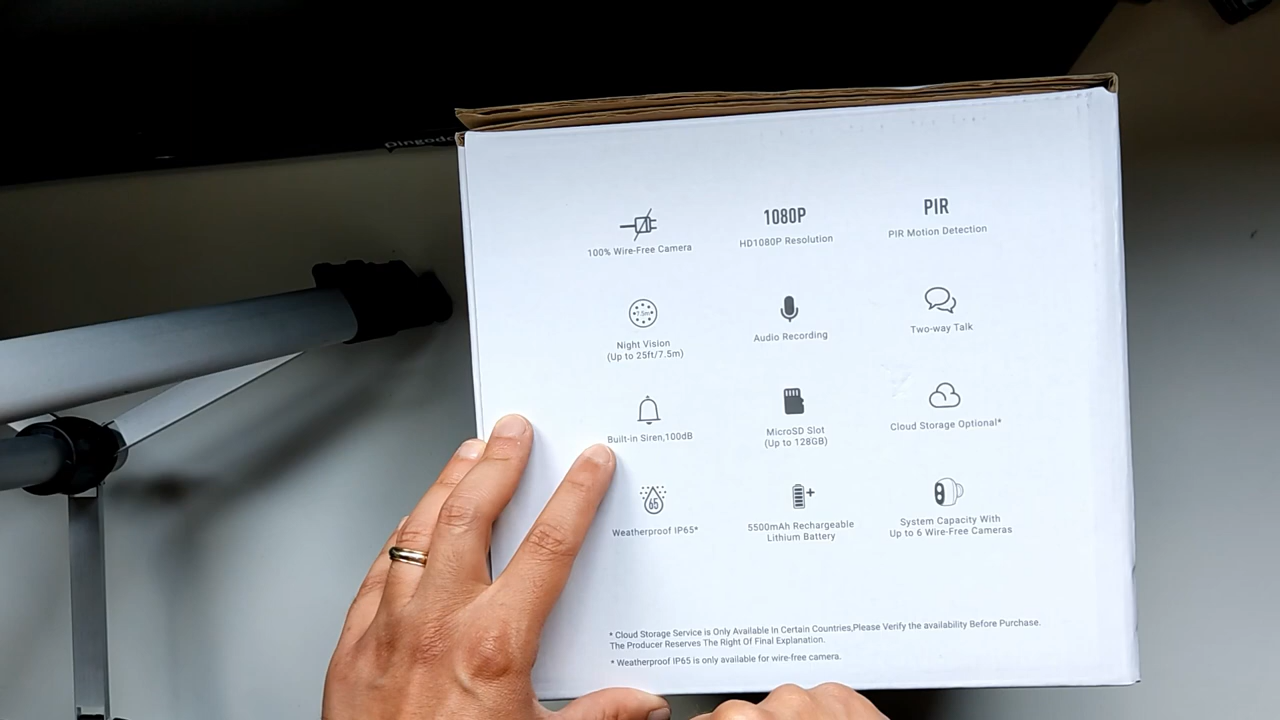 1080P
PIR
100% Wire-Free Camera
HD1080P Resolution
PIR Motion Detection
7.5m
Night Vision
(Up to 25ft/7.5m)
Audio Recording
Two-way Talk
Built-in Siren,100dB
MicroSD Slot
(Up to 128GB)
Cloud Storage Optional*
65
Weatherproof IP65*
5500mAh Rechargeable
Lithium Battery
System Capacity With
Up to 6 Wire-Free Cameras
* Cloud Storage Service is Only Available In Certain Countries,Please Verify the availability Before Purchase.
The Producer Reserves The Right Of Final Explanation.
* Weatherproof IP65 is only available for wire-free camera.